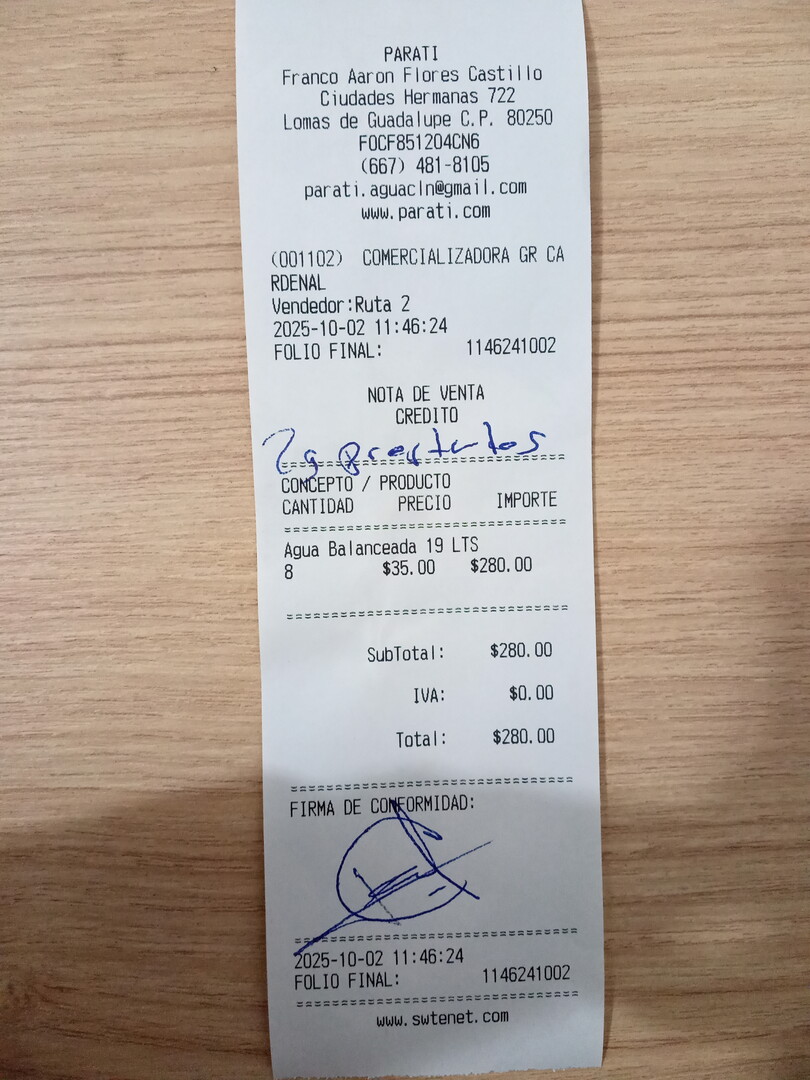 PARATI
Franco Aaron Flores Castillo
Ciudades Hermanas 722
Lomas de Guadalupe C.P. 80250
FOCF851204CN6
(667) 481-8105
parati.aguacln@gmail.com
www.parati.com
(001102) COMERCIALIZADORA GR CA
RDENAL
Vendedor:Ruta 2
2025-10-02 11:46:24
FOLIO FINAL: 1146241002
NOTA DE VENTA
CREDITO
CONCEPTO / PRODUCTO
CANTIDAD PRECIO IMPORTE
Agua Balanceada 19 LTS
8 $35.00 $280.00
SubTotal: $280.00
IVA: $0.00
Total: $280.00
FIRMA DE CONFORMIDAD:
2025-10-02 11:46:24
FOLIO FINAL: 1146241002
www.swtenet.com